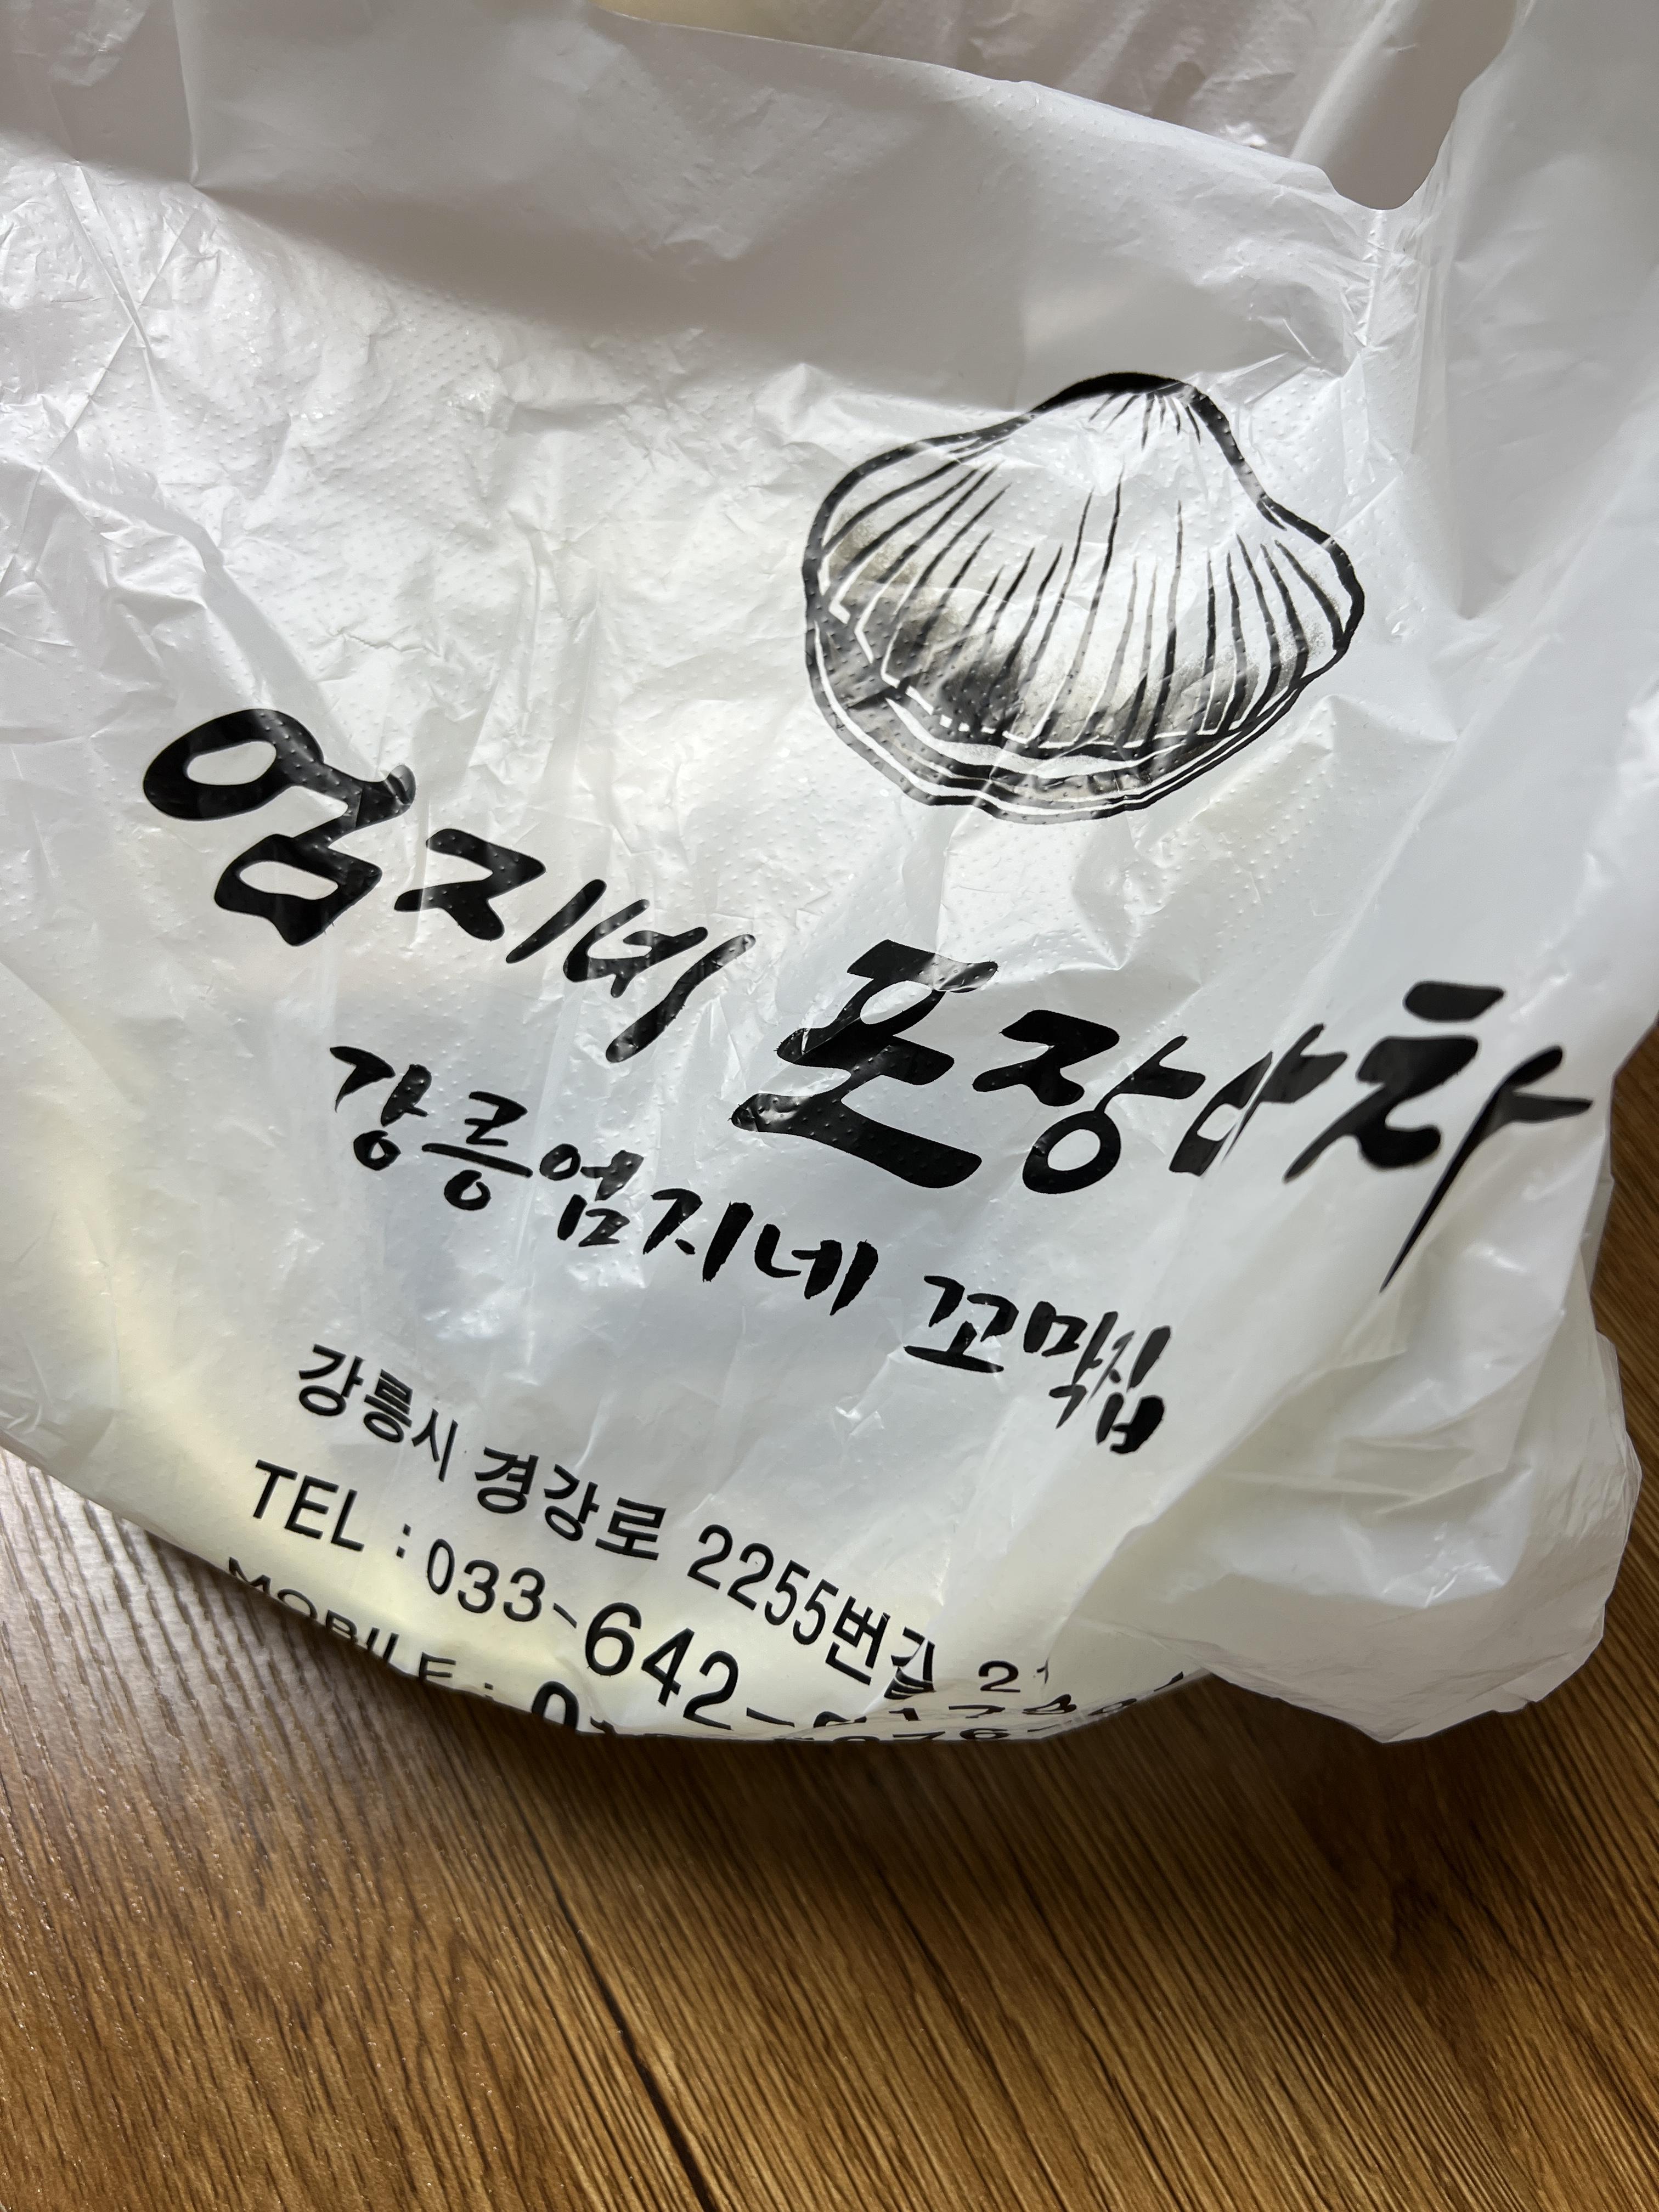 엄지네 포장마차
강릉엄지네 꼬막집
강릉시 경강로 2255번길
TEL : 033-642-
MOBILE :